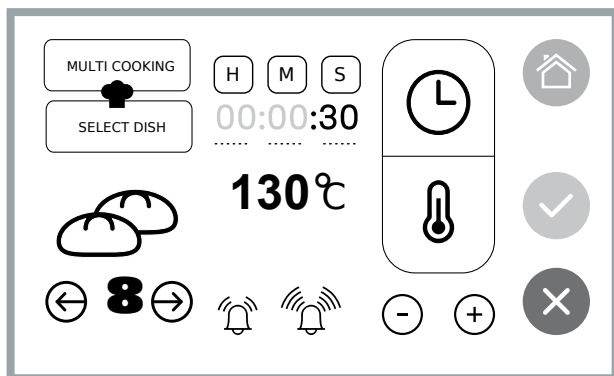 MULTI COOKING
SELECT DISH
H M S
00:00:30
130℃
8
- +